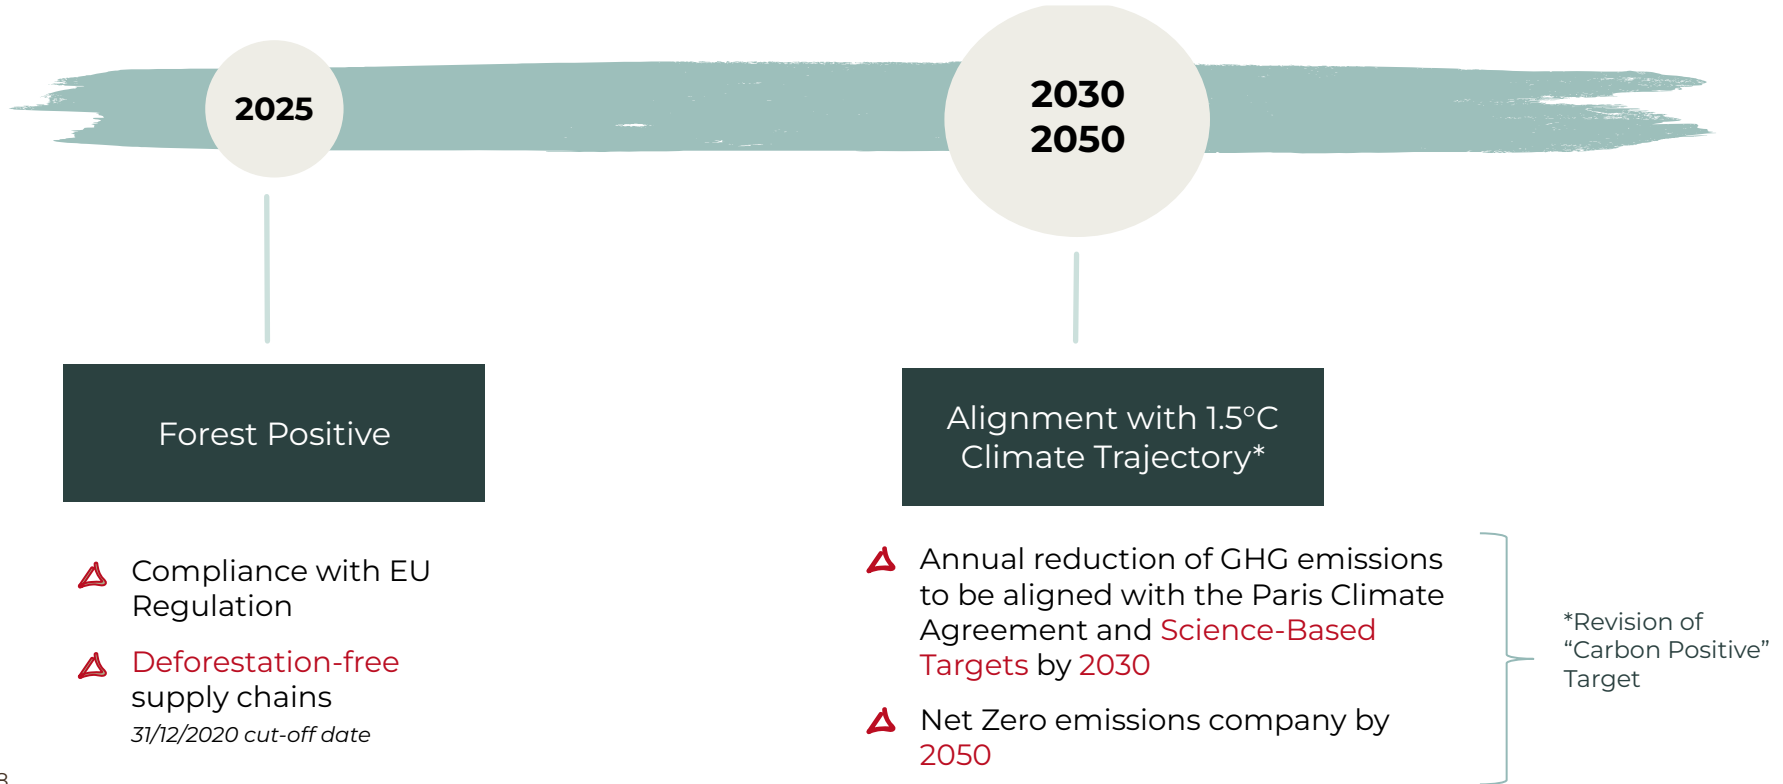 2025
2030
2050
Forest Positive
Compliance with EU
Regulation
Deforestation-free
supply chains
31/12/2020 cut-off date
Alignment with 1.5°C
Climate Trajectory*
Annual reduction of GHG emissions
to be aligned with the Paris Climate
Agreement and Science-Based
Targets by 2030
Net Zero emissions company by
2050
*Revision of
“Carbon Positive”
Target